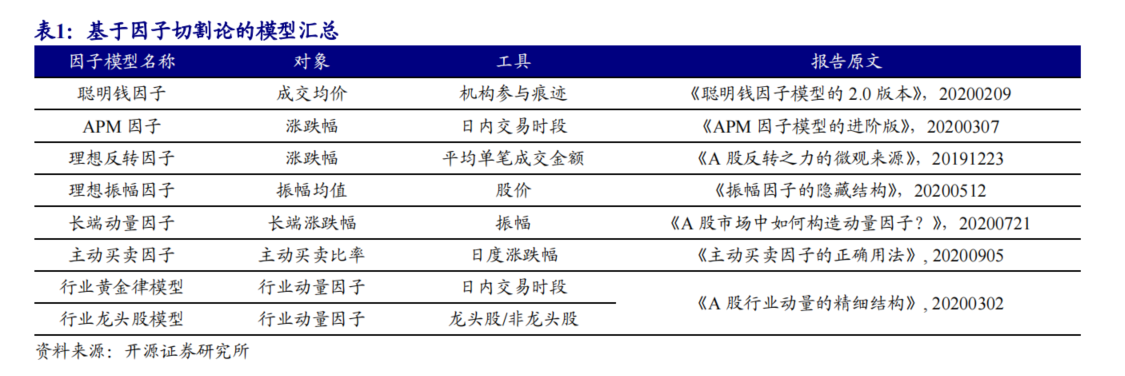 表1：基于因子切割论的模型汇总
因子模型名称 对象 工具 报告原文
聪明钱因子 成交均价 机构参与痕迹 《聪明钱因子模型的 2.0 版本》，20200209
APM 因子 涨跌幅 日内交易时段 《APM 因子模型的进阶版》，20200307
理想反转因子 涨跌幅 平均单笔成交金额 《A 股反转之力的微观来源》，20191223
理想振幅因子 振幅均值 股价 《振幅因子的隐藏结构》，20200512
长端动量因子 长端涨跌幅 振幅 《A 股市场中如何构造动量因子？》，20200721
主动买卖因子 主动买卖比率 日度涨跌幅 《主动买卖因子的正确用法》, 20200905
行业黄金律模型 行业动量因子 日内交易时段
《A 股行业动量的精细结构》, 20200302
行业龙头股模型 行业动量因子 龙头股/非龙头股
资料来源：开源证券研究所